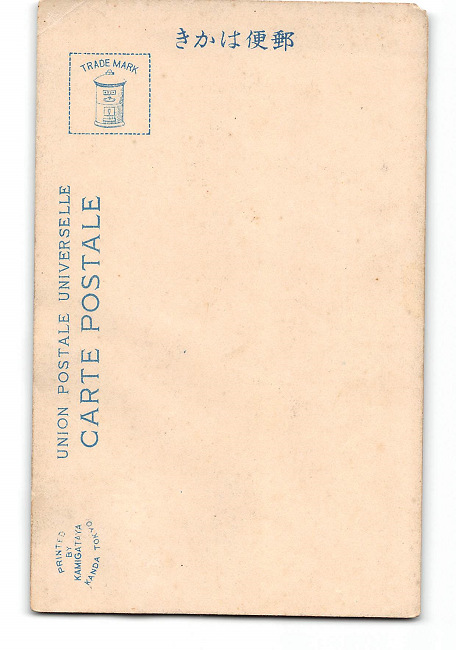 きかは便郵
TRADE MARK
UNION POSTALE UNIVERSELLE
CARTE POSTALE
PRINTED
BY
KAMIGATAYA
KANDA TOKYO